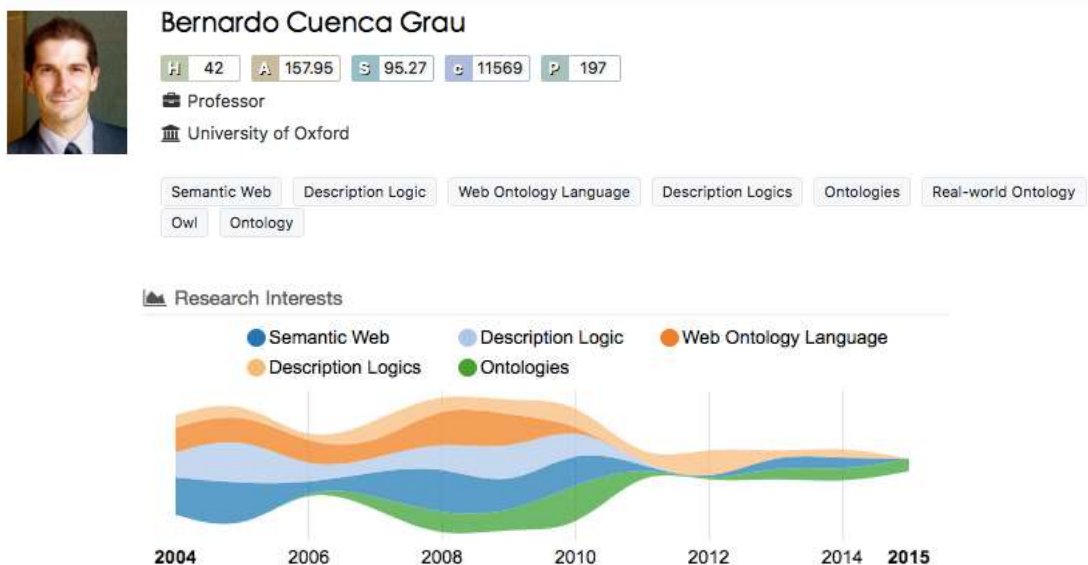 Bernardo Cuenca Grau
H 42 A 157.95 S 95.27 c 11569 P 197
Professor
University of Oxford
Semantic Web Description Logic Web Ontology Language Description Logics Ontologies Real-world Ontology
Owl Ontology
Research Interests
Semantic Web Description Logic Web Ontology Language
Description Logics Ontologies
2004 2006 2008 2010 2012 2014 2015